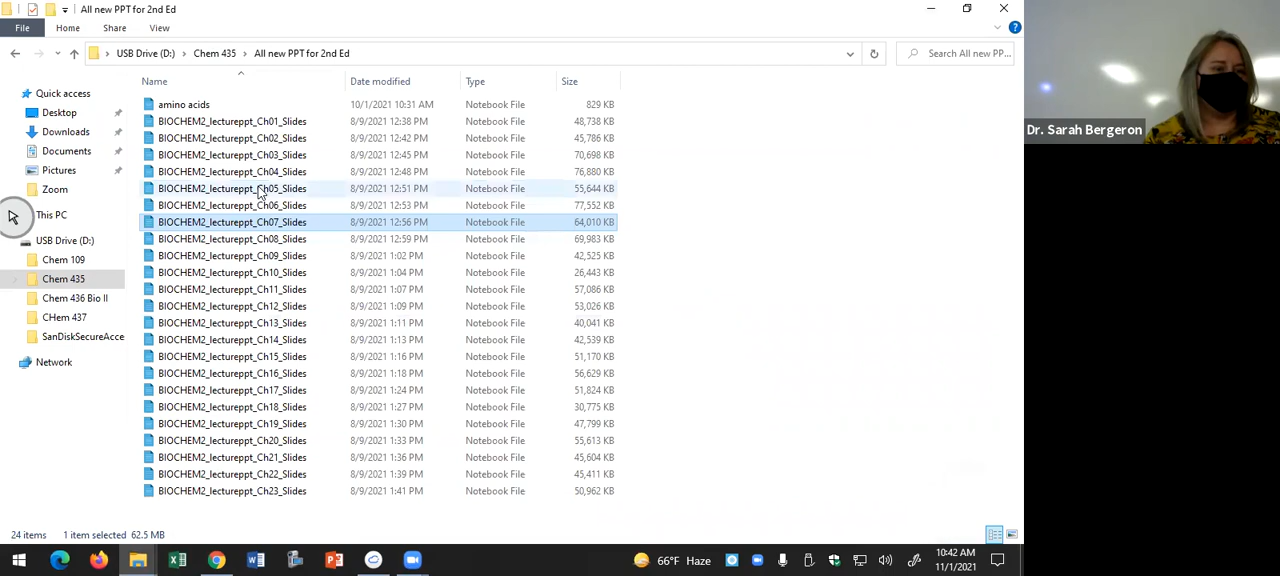 All new PPT for 2nd Ed
File Home Share View
USB Drive (D:) Chem 435 All new PPT for 2nd Ed
Search All new PP...
Name Date modified Type Size
Quick access
Desktop
Downloads
Documents
Pictures
Zoom
This PC
USB Drive (D:)
Chem 109
Chem 435
Chem 436 Bio II
CHem 437
SanDiskSecureAcce
Network
amino acids 10/1/2021 10:31 AM Notebook File 829 KB
BIOCHEM2_lectureppt_Ch01_Slides 8/9/2021 12:38 PM Notebook File 48,738 KB
BIOCHEM2_lectureppt_Ch02_Slides 8/9/2021 12:42 PM Notebook File 45,786 KB
BIOCHEM2_lectureppt_Ch03_Slides 8/9/2021 12:45 PM Notebook File 70,698 KB
BIOCHEM2_lectureppt_Ch04_Slides 8/9/2021 12:48 PM Notebook File 76,880 KB
BIOCHEM2_lectureppt_Ch05_Slides 8/9/2021 12:51 PM Notebook File 55,644 KB
BIOCHEM2_lectureppt_Ch06_Slides 8/9/2021 12:53 PM Notebook File 77,552 KB
BIOCHEM2_lectureppt_Ch07_Slides 8/9/2021 12:56 PM Notebook File 64,010 KB
BIOCHEM2_lectureppt_Ch08_Slides 8/9/2021 12:59 PM Notebook File 69,983 KB
BIOCHEM2_lectureppt_Ch09_Slides 8/9/2021 1:02 PM Notebook File 42,525 KB
BIOCHEM2_lectureppt_Ch10_Slides 8/9/2021 1:04 PM Notebook File 26,443 KB
BIOCHEM2_lectureppt_Ch11_Slides 8/9/2021 1:07 PM Notebook File 57,086 KB
BIOCHEM2_lectureppt_Ch12_Slides 8/9/2021 1:09 PM Notebook File 53,026 KB
BIOCHEM2_lectureppt_Ch13_Slides 8/9/2021 1:11 PM Notebook File 40,041 KB
BIOCHEM2_lectureppt_Ch14_Slides 8/9/2021 1:13 PM Notebook File 42,539 KB
BIOCHEM2_lectureppt_Ch15_Slides 8/9/2021 1:16 PM Notebook File 51,170 KB
BIOCHEM2_lectureppt_Ch16_Slides 8/9/2021 1:18 PM Notebook File 56,629 KB
BIOCHEM2_lectureppt_Ch17_Slides 8/9/2021 1:24 PM Notebook File 51,824 KB
BIOCHEM2_lectureppt_Ch18_Slides 8/9/2021 1:27 PM Notebook File 30,775 KB
BIOCHEM2_lectureppt_Ch19_Slides 8/9/2021 1:30 PM Notebook File 47,799 KB
BIOCHEM2_lectureppt_Ch20_Slides 8/9/2021 1:33 PM Notebook File 55,613 KB
BIOCHEM2_lectureppt_Ch21_Slides 8/9/2021 1:36 PM Notebook File 45,604 KB
BIOCHEM2_lectureppt_Ch22_Slides 8/9/2021 1:39 PM Notebook File 45,411 KB
BIOCHEM2_lectureppt_Ch23_Slides 8/9/2021 1:41 PM Notebook File 50,962 KB
24 items 1 item selected 62.5 MB
66°F Haze
10:42 AM
11/1/2021
Dr. Sarah Bergeron